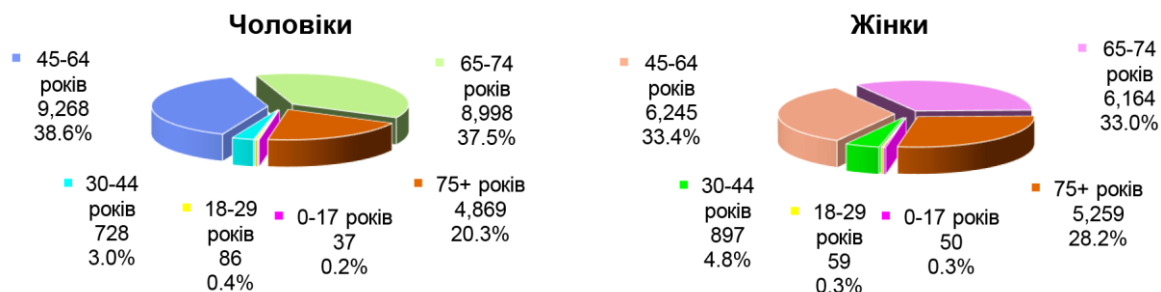 Чоловіки
45-64
років
9,268
38.6%
65-74
років
8,998
37.5%
30-44
років
728
3.0%
18-29
років
86
0.4%
0-17 років
37
0.2%
75+ років
4,869
20.3%
Жінки
45-64
років
6,245
33.4%
65-74
років
6,164
33.0%
30-44
років
897
4.8%
18-29
років
59
0.3%
0-17 років
50
0.3%
75+ років
5,259
28.2%